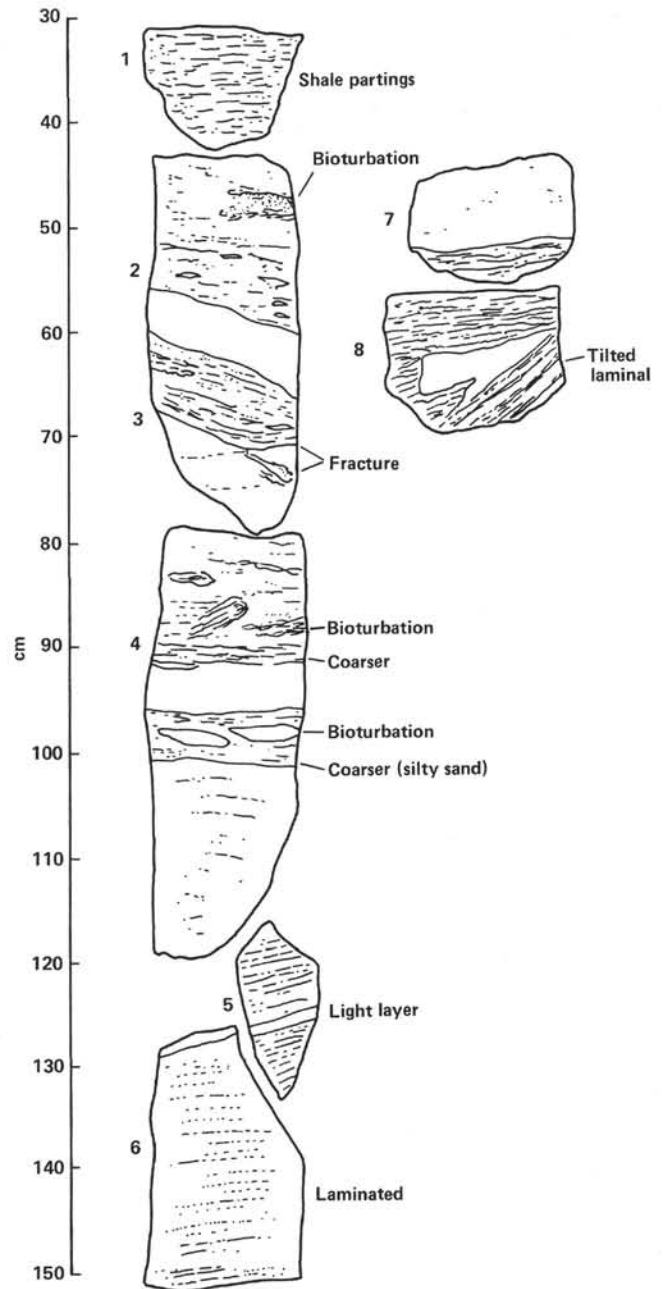 30
1
Shale partings
40
Bioturbation
7
50
2
60
8
Tilted
laminal
3
70
Fracture
80
4
Bioturbation
90
cm
Coarser
Bioturbation
100
Coarser (silty sand)
110
120
5
Light layer
130
6
140
Laminated
150